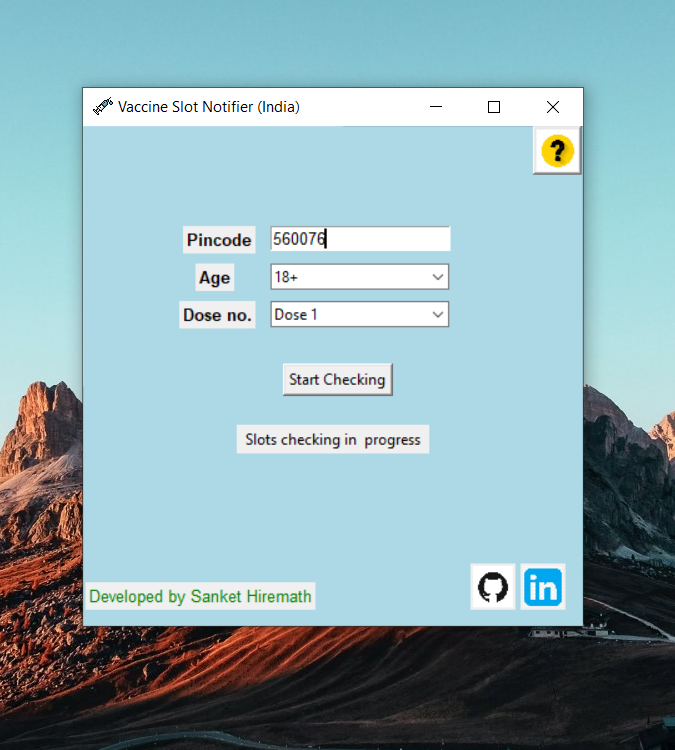 Vaccine Slot Notifier (India)
?
Pincode 560076
Age 18+
Dose no. Dose 1
Start Checking
Slots checking in  progress
Developed by Sanket Hiremath
in